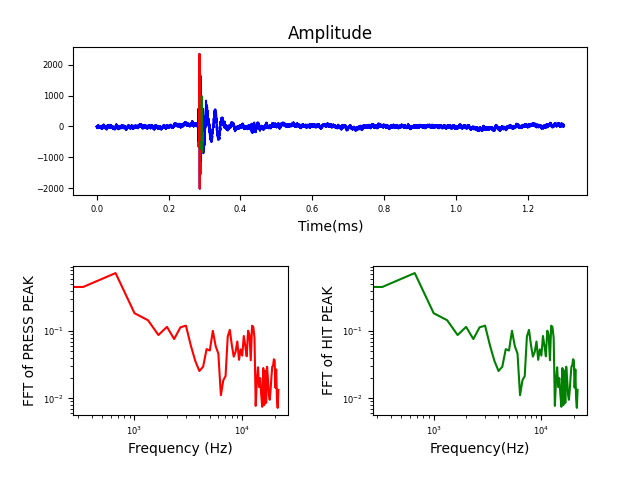 Amplitude
2000
1000
0
−1000
−2000
0.0 0.2 0.4 0.6 0.8 1.0 1.2
Time(ms)
FFT of PRESS PEAK
10⁻¹
10⁻²
10³ 10⁴
Frequency (Hz)
FFT of HIT PEAK
10⁻¹
10⁻²
10³ 10⁴
Frequency(Hz)